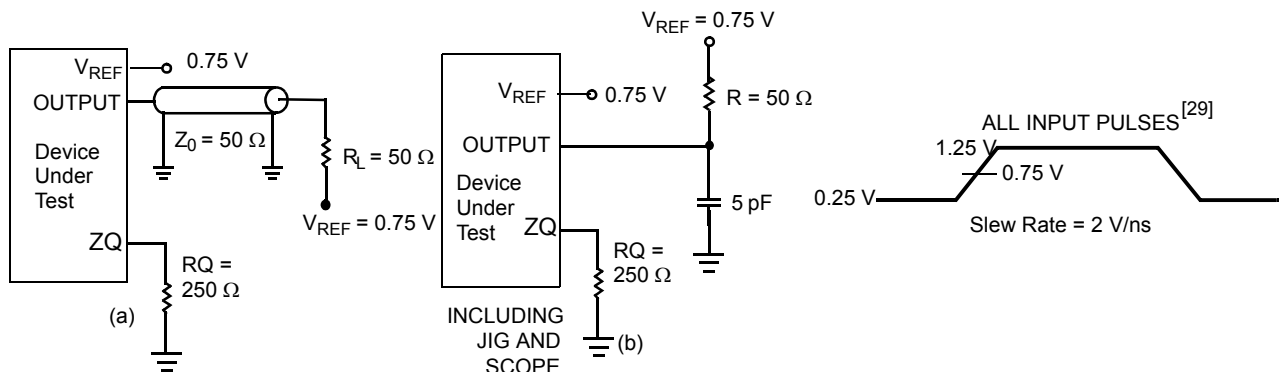 V_REF
0.75 V
OUTPUT
Z_0 = 50 Ω
Device
Under
Test
R_L = 50 Ω
V_REF = 0.75 V
ZQ
RQ =
250 Ω
(a)
V_REF = 0.75 V
R = 50 Ω
V_REF
0.75 V
OUTPUT
Device
Under
Test
5 pF
ZQ
RQ =
250 Ω
INCLUDING
JIG AND
SCOPE
(b)
ALL INPUT PULSES[29]
1.25 V
0.75 V
0.25 V
Slew Rate = 2 V/ns